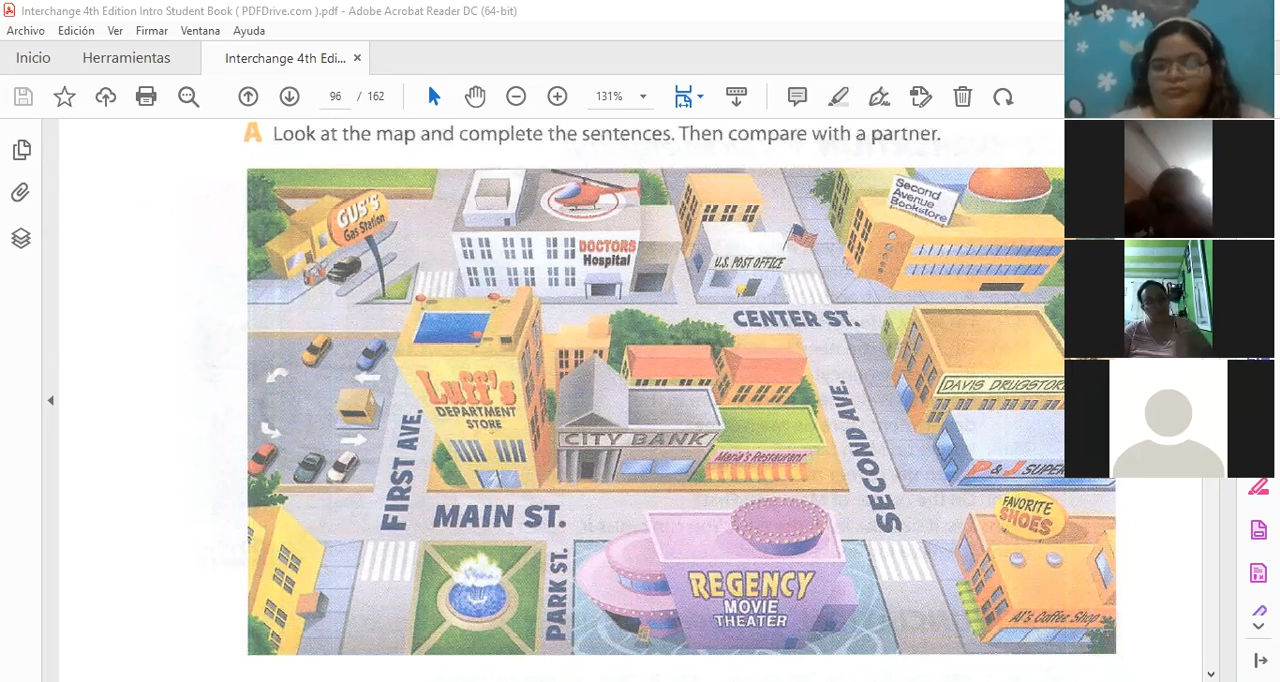 Interchange 4th Edition Intro Student Book ( PDFDrive.com ).pdf - Adobe Acrobat Reader DC (64-bit)
Archivo Edición Ver Firmar Ventana Ayuda
Inicio Herramientas Interchange 4th Edi... ×
96 / 162 131%
A Look at the map and complete the sentences. Then compare with a partner.
GUS'S
Gas Station
DOCTORS
Hospital
U.S. POST OFFICE
Second
Avenue
Bookstore
CENTER ST.
Luff's
DEPARTMENT
STORE
CITY BANK
Maria's Restaurant
DAVIS DRUGSTOR
P & J SUPER
FIRST AVE.
SECOND AVE.
MAIN ST.
PARK ST.
REGENCY
MOVIE
THEATER
FAVORITE
SHOES
Al's Coffee Shop